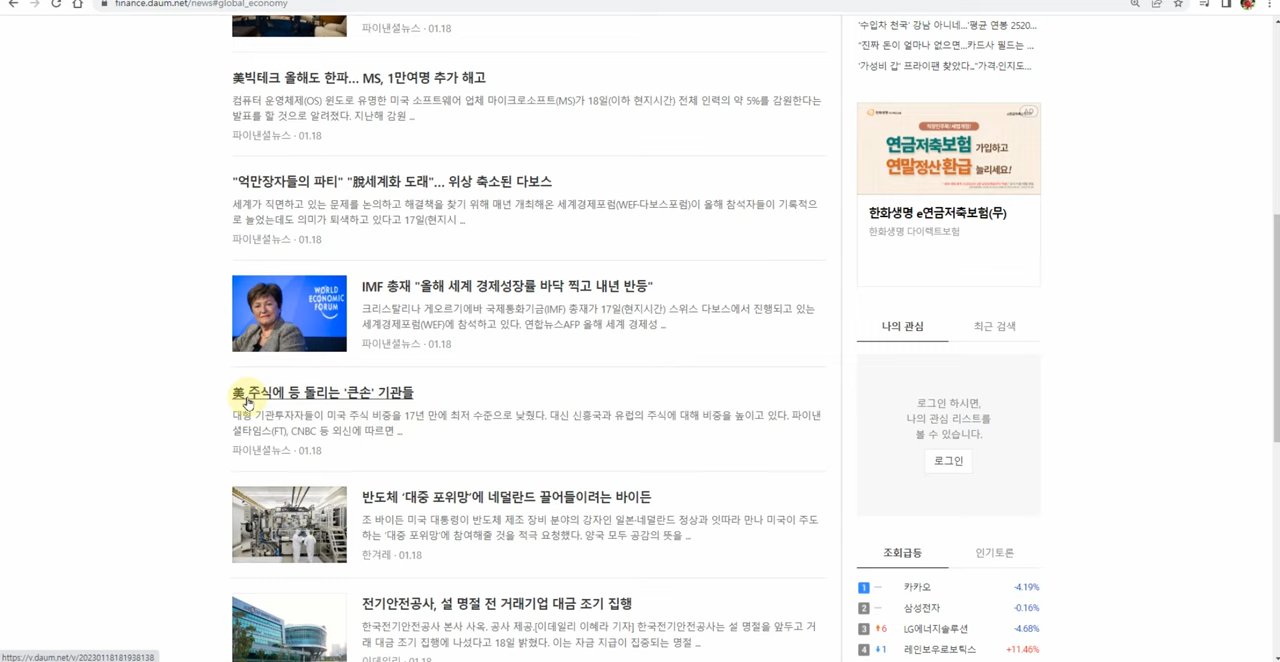 finance.daum.net/news#global_economy
파이낸셜뉴스 · 01.18
美빅테크 올해도 한파... MS, 1만여명 추가 해고
컴퓨터 운영체제(OS) 윈도로 유명한 미국 소프트웨어 업체 마이크로소프트(MS)가 18일(이하 현지시간) 전체 인력의 약 5%를 감원한다는
발표를 할 것으로 알려졌다. 지난해 감원 ...
파이낸셜뉴스 · 01.18
"억만장자들의 파티" "脫세계화 도래"... 위상 축소된 다보스
세계가 직면하고 있는 문제를 논의하고 해결책을 찾기 위해 매년 개최해온 세계경제포럼(WEF·다보스포럼)이 올해 참석자들이 기록적으
로 늘었는데도 의미가 퇴색하고 있다고 17일(현지시 ...
파이낸셜뉴스 · 01.18
WORLD
ECONOMIC
FORUM
IMF 총재 "올해 세계 경제성장률 바닥 찍고 내년 반등"
크리스탈리나 게오르기에바 국제통화기금(IMF) 총재가 17일(현지시간) 스위스 다보스에서 진행되고 있는
세계경제포럼(WEF)에 참석하고 있다. 연합뉴스AFP 올해 세계 경제성 ...
파이낸셜뉴스 · 01.18
美 주식에 등 돌리는 '큰손' 기관들
대형 기관투자자들이 미국 주식 비중을 17년 만에 최저 수준으로 낮췄다. 대신 신흥국과 유럽의 주식에 대해 비중을 높이고 있다. 파이낸
셜타임스(FT), CNBC 등 외신에 따르면 ...
파이낸셜뉴스 · 01.18
반도체 '대중 포위망'에 네덜란드 끌어들이려는 바이든
조 바이든 미국 대통령이 반도체 제조 장비 분야의 강자인 일본·네덜란드 정상과 잇따라 만나 미국이 주도
하는 '대중 포위망'에 참여해줄 것을 적극 요청했다. 양국 모두 공감의 뜻을 ...
한겨레 · 01.18
전기안전공사, 설 명절 전 거래기업 대금 조기 집행
한국전기안전공사 본사 사옥. 공사 제공.[이데일리 이혜라 기자] 한국전기안전공사는 설 명절을 앞두고 거
래 대금 조기 집행에 나섰다고 18일 밝혔다. 이는 자금 지급이 집중되는 명절 ...
이데일리 · 01.18
https://v.daum.net/v/20230118181938138
'수입차 천국' 강남 아니네...'평균 연봉 2520...
"진짜 돈이 얼마나 없으면...카드사 필드는 ...
'가성비 갑' 프라이팬 찾았다.."가격·인지도...
AD
한화생명
연금저축보험 가입하고
연말정산 환급 늘리세요!
한화생명 e연금저축보험(무)
한화생명 다이렉트보험
나의 관심 최근 검색
로그인 하시면,
나의 관심 리스트를
볼 수 있습니다.
로그인
조회급등 인기토론
1 — 카카오 -4.19%
2 — 삼성전자 -0.16%
3 ↑6 LG에너지솔루션 -4.68%
4 ↓1 레인보우로보틱스 +11.46%